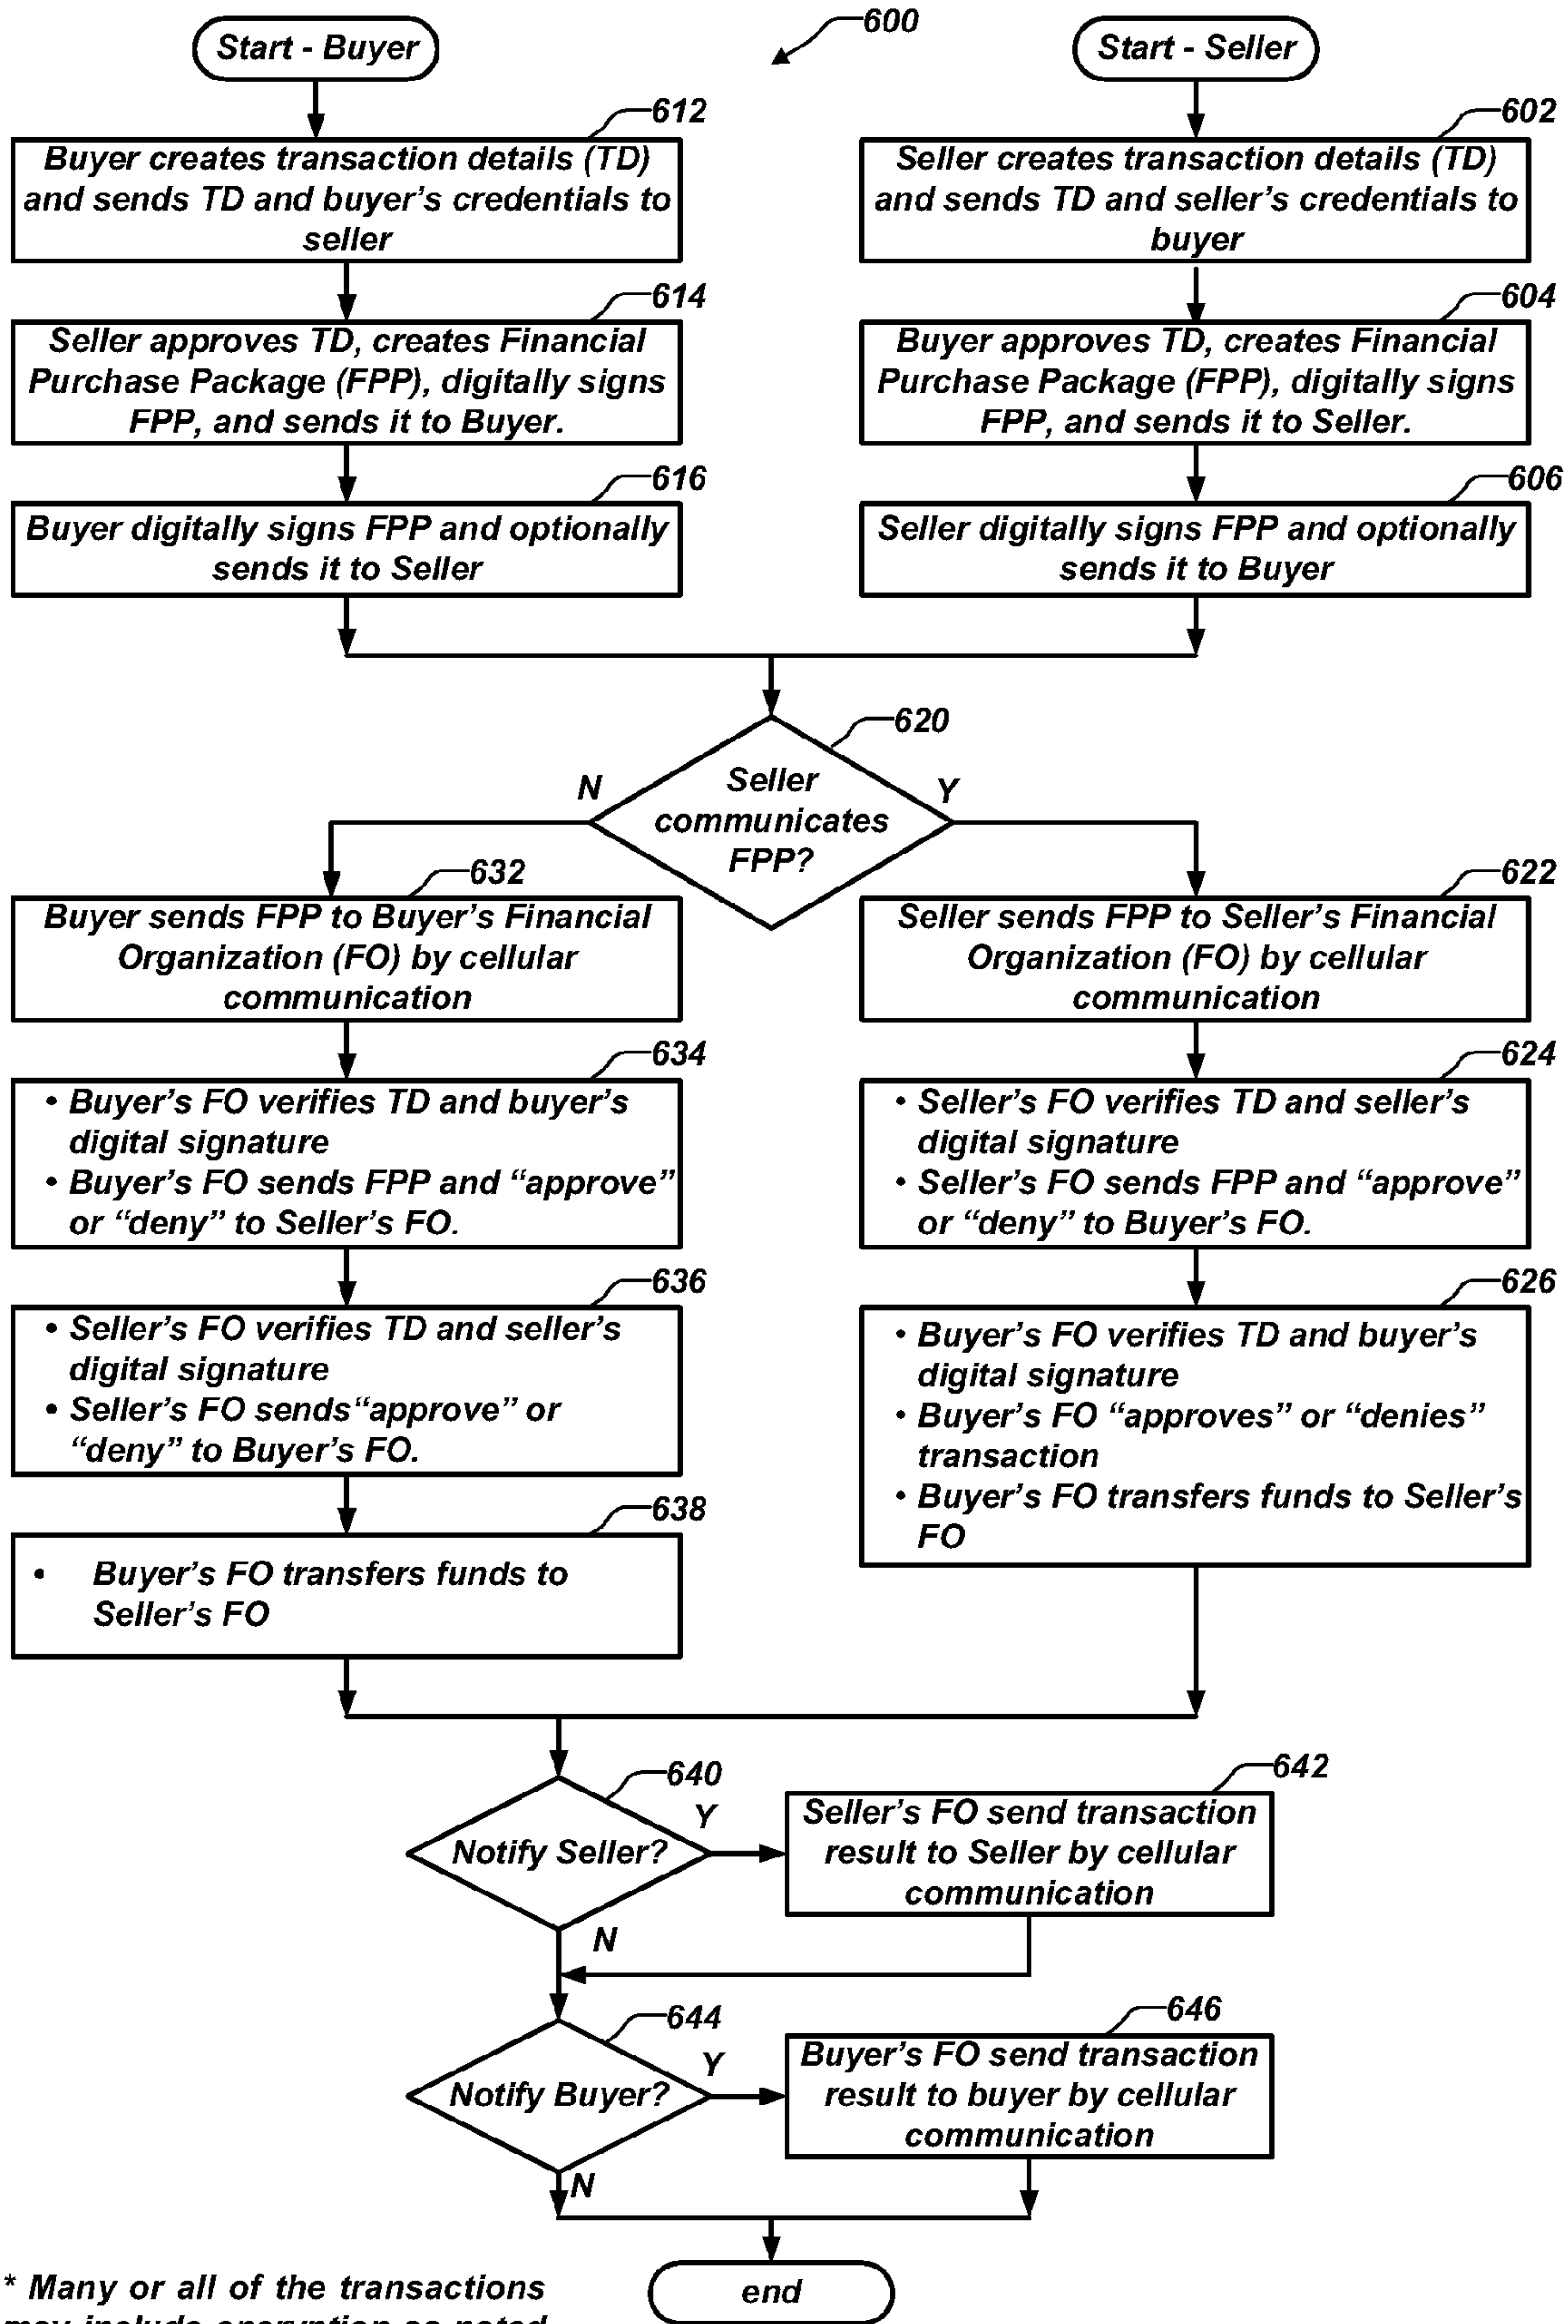 600
Start - Buyer
612
Buyer creates transaction details (TD)
and sends TD and buyer's credentials to
seller
614
Seller approves TD, creates Financial
Purchase Package (FPP), digitally signs
FPP, and sends it to Buyer.
616
Buyer digitally signs FPP and optionally
sends it to Seller
Start - Seller
602
Seller creates transaction details (TD)
and sends TD and seller's credentials to
buyer
604
Buyer approves TD, creates Financial
Purchase Package (FPP), digitally signs
FPP, and sends it to Seller.
606
Seller digitally signs FPP and optionally
sends it to Buyer
620
Seller
communicates
FPP?
N
Y
632
Buyer sends FPP to Buyer's Financial
Organization (FO) by cellular
communication
634
• Buyer's FO verifies TD and buyer's
digital signature
• Buyer's FO sends FPP and “approve”
or “deny” to Seller's FO.
636
• Seller's FO verifies TD and seller's
digital signature
• Seller's FO sends“approve” or
“deny” to Buyer's FO.
638
• Buyer's FO transfers funds to
Seller's FO
622
Seller sends FPP to Seller's Financial
Organization (FO) by cellular
communication
624
• Seller's FO verifies TD and seller's
digital signature
• Seller's FO sends FPP and “approve”
or “deny” to Buyer's FO.
626
• Buyer's FO verifies TD and buyer's
digital signature
• Buyer's FO “approves” or “denies”
transaction
• Buyer's FO transfers funds to Seller's
FO
640
Notify Seller?
Y
N
642
Seller's FO send transaction
result to Seller by cellular
communication
644
Notify Buyer?
Y
N
646
Buyer's FO send transaction
result to buyer by cellular
communication
end
* Many or all of the transactions
may include encryption as noted